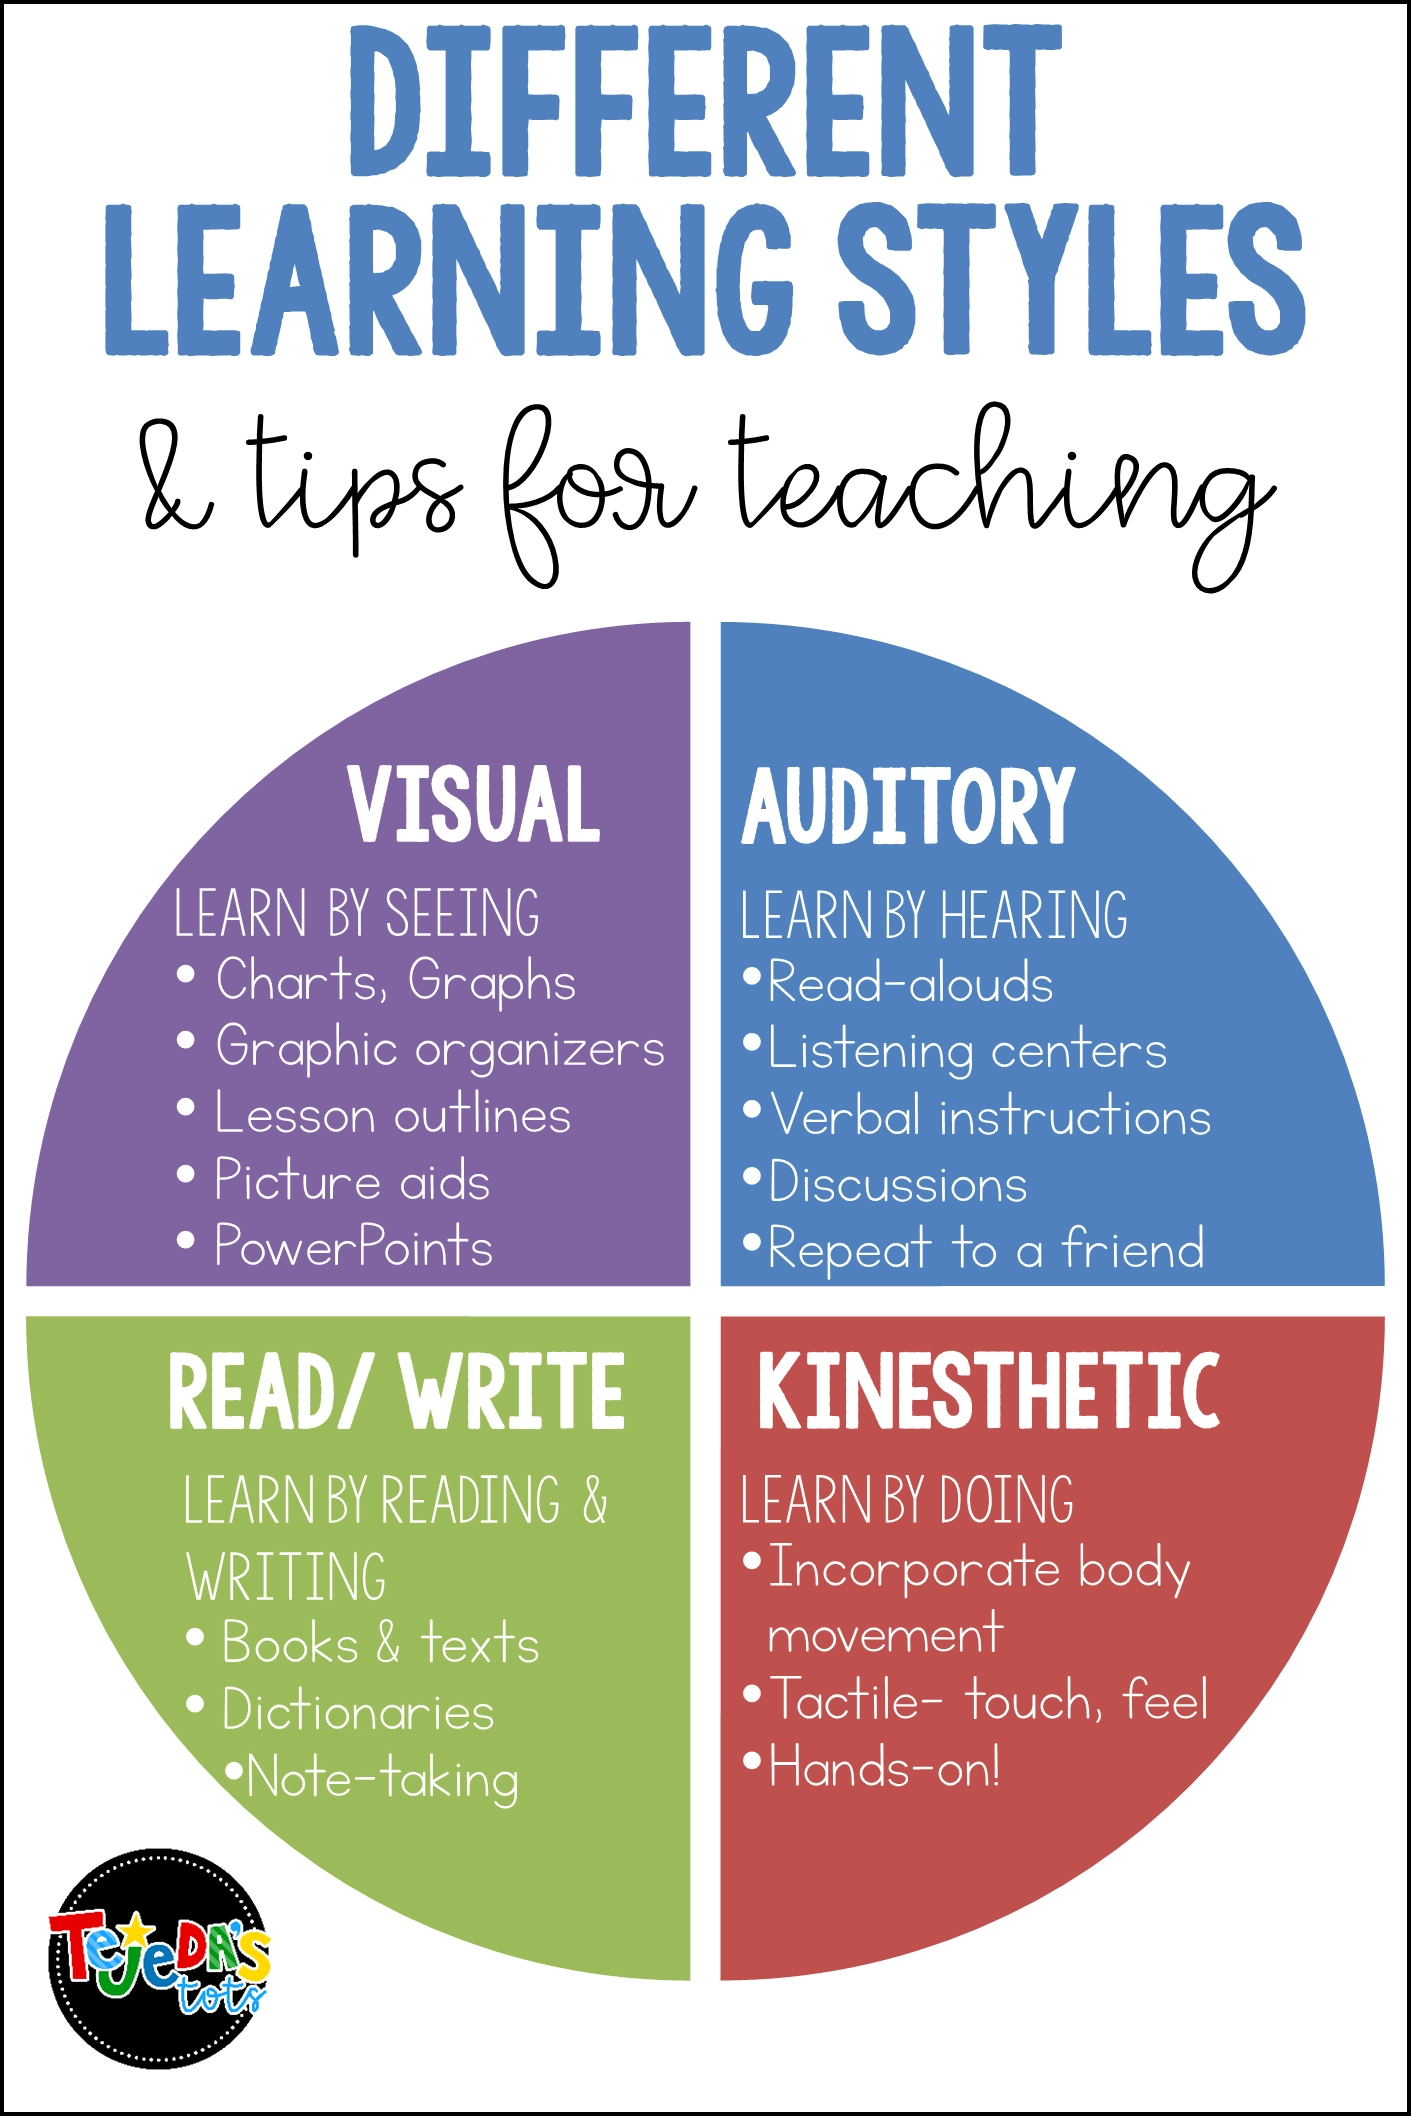 DIFFERENT
LEARNING STYLES
& tips for teaching
VISUAL
LEARN BY SEEING
• Charts, Graphs
• Graphic organizers
• Lesson outlines
• Picture aids
• PowerPoints
AUDITORY
LEARN BY HEARING
•Read-alouds
•Listening centers
•Verbal instructions
•Discussions
•Repeat to a friend
READ/ WRITE
LEARN BY READING &
WRITING
• Books & texts
• Dictionaries
•Note-taking
KINESTHETIC
LEARN BY DOING
•Incorporate body
movement
•Tactile- touch, feel
•Hands-on!
TEJEDA'S
tots